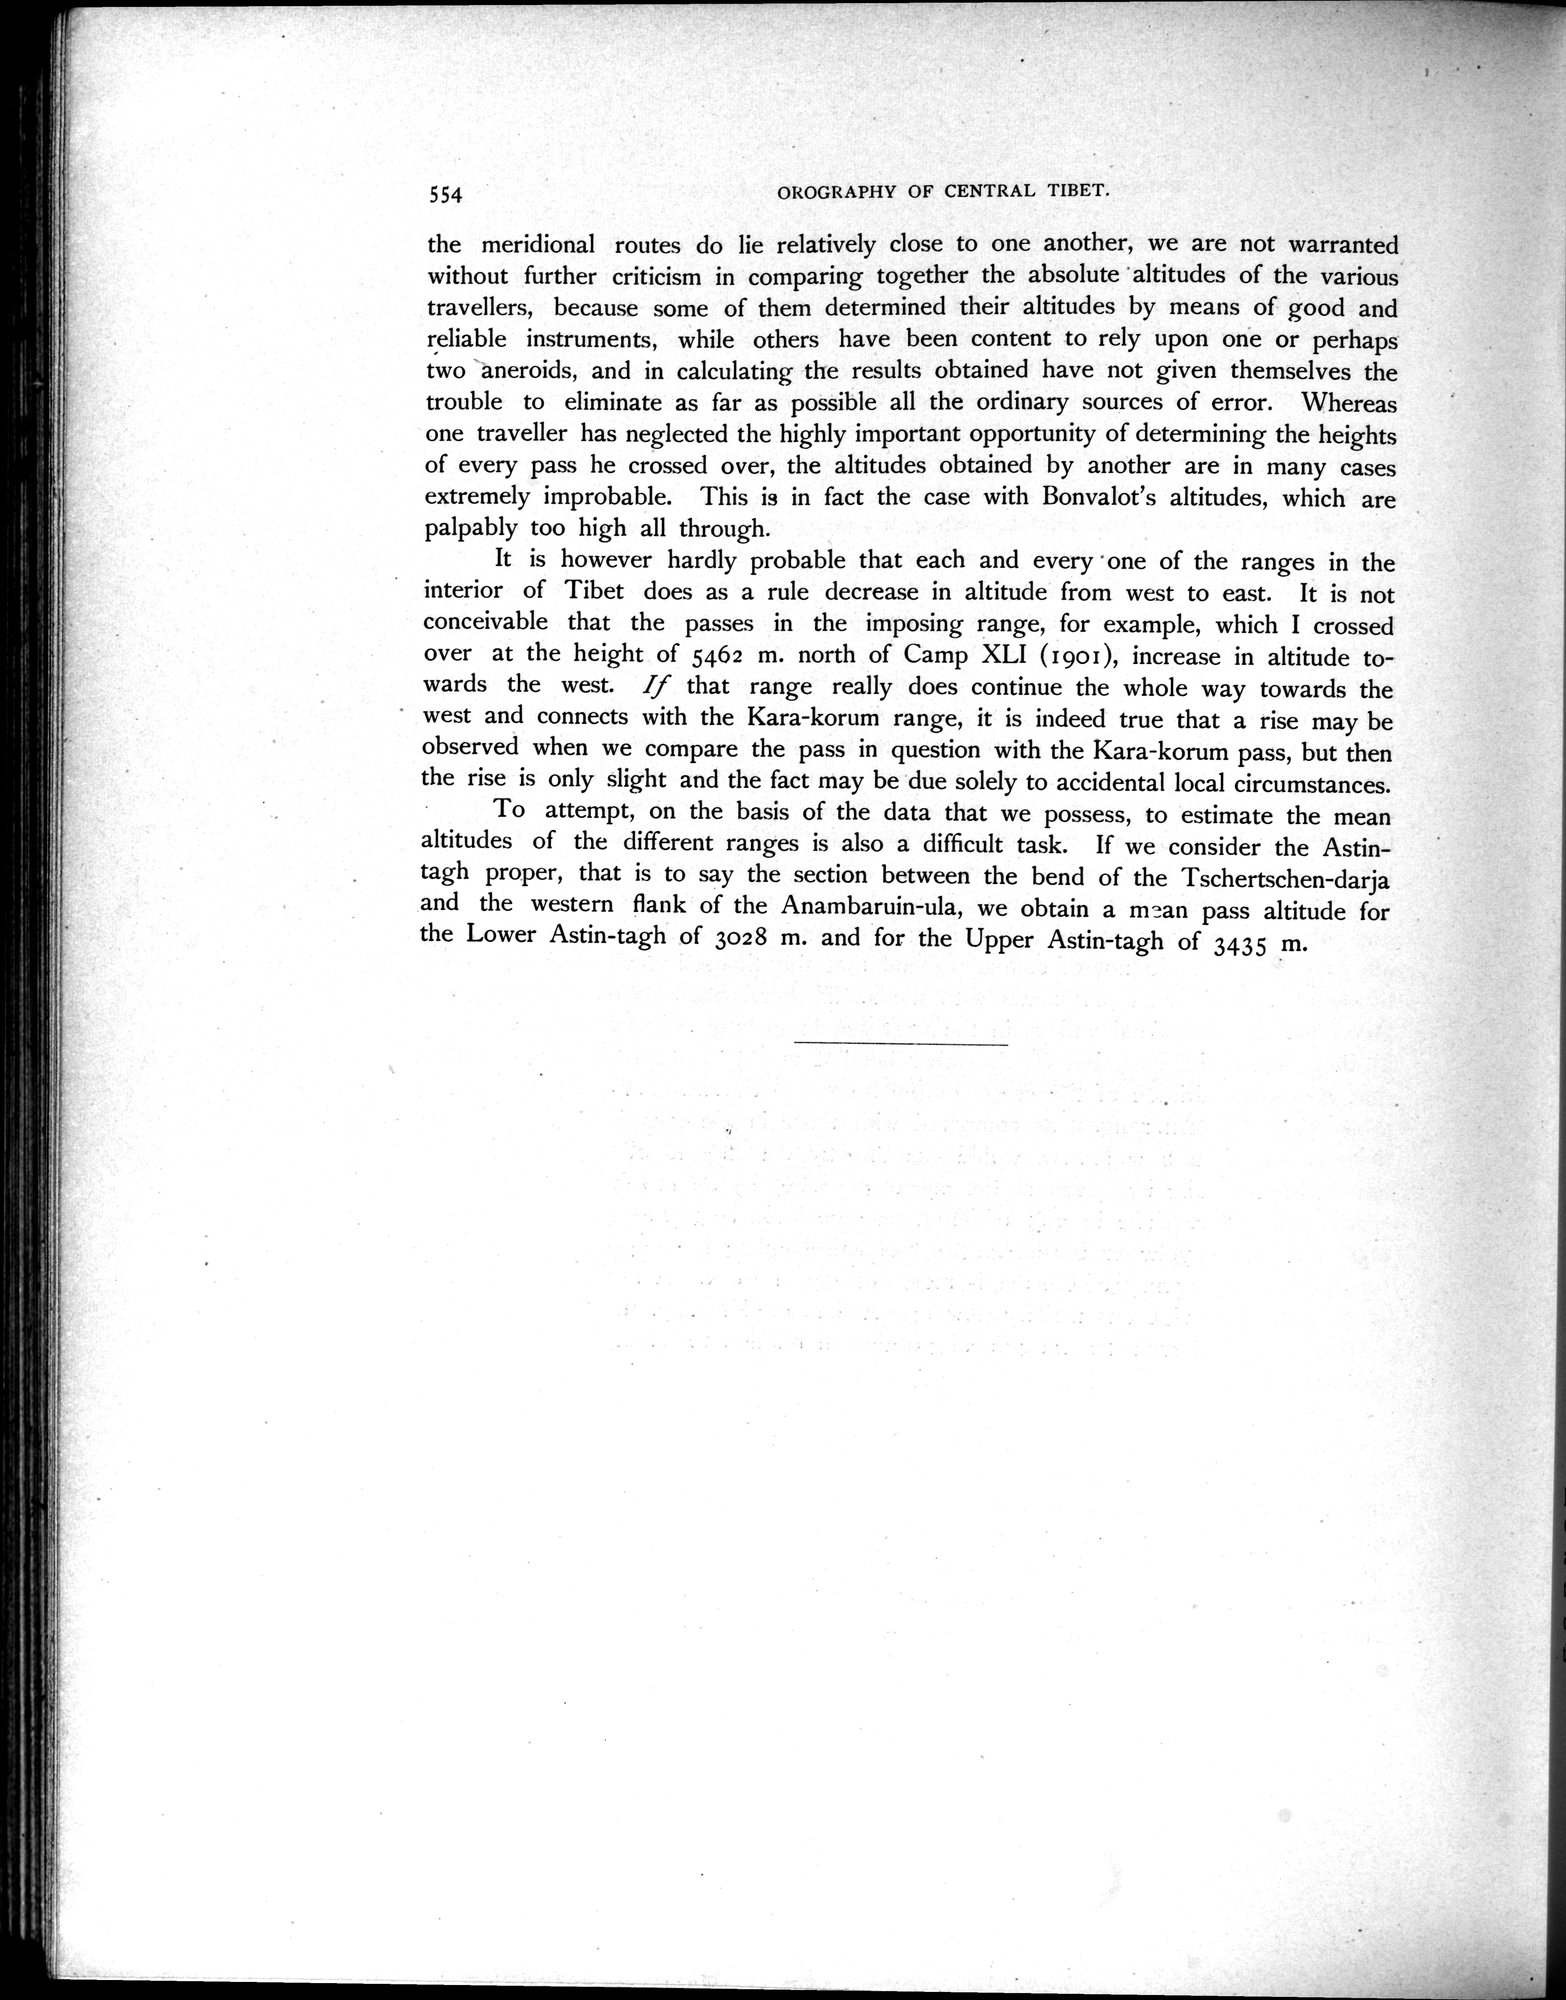 554 OROGRAPHY OF CENTRAL TIBET.
the meridional routes do lie relatively close to one another, we are not warranted
without further criticism in comparing together the absolute altitudes of the various
travellers, because some of them determined their altitudes by means of good and
reliable instruments, while others have been content to rely upon one or perhaps
two aneroids, and in calculating the results obtained have not given themselves the
trouble to eliminate as far as possible all the ordinary sources of error. Whereas
one traveller has neglected the highly important opportunity of determining the heights
of every pass he crossed over, the altitudes obtained by another are in many cases
extremely improbable. This is in fact the case with Bonvalot's altitudes, which are
palpably too high all through.
It is however hardly probable that each and every one of the ranges in the
interior of Tibet does as a rule decrease in altitude from west to east. It is not
conceivable that the passes in the imposing range, for example, which I crossed
over at the height of 5462 m. north of Camp XLI (1901), increase in altitude to-
wards the west. If that range really does continue the whole way towards the
west and connects with the Kara-korum range, it is indeed true that a rise may be
observed when we compare the pass in question with the Kara-korum pass, but then
the rise is only slight and the fact may be due solely to accidental local circumstances.
To attempt, on the basis of the data that we possess, to estimate the mean
altitudes of the different ranges is also a difficult task. If we consider the Astin-
tagh proper, that is to say the section between the bend of the Tschertschen-darja
and the western flank of the Anambaruin-ula, we obtain a mean pass altitude for
the Lower Astin-tagh of 3028 m. and for the Upper Astin-tagh of 3435 m.